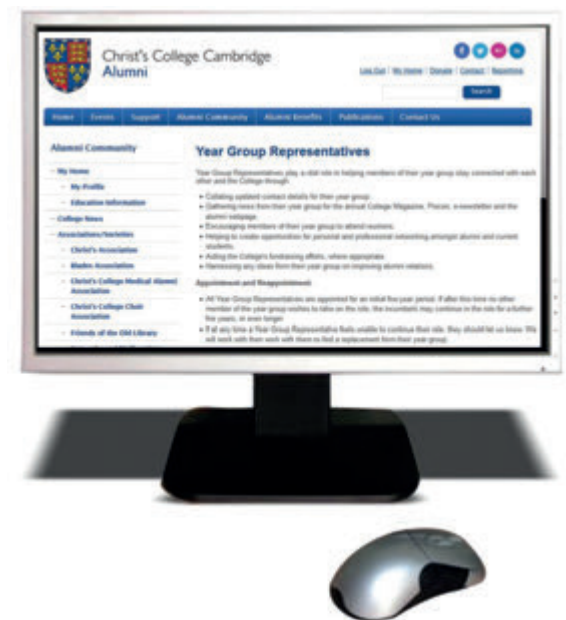 Christ's College Cambridge
Alumni
Log Out | My Home | Donate | Contact | Reporting
Search
Home Events Support Alumni Community Alumni Benefits Publications Contact Us
Alumni Community
My Home
My Profile
Education Information
College News
Associations/Societies
Christ's Association
Blades Association
Christ's College Medical Alumni
Association
Christ's College Choir
Association
Friends of the Old Library
Year Group Representatives
Year Group Representatives play a vital role in helping members of their year group stay connected with each
other and the College through
Collating updated contact details for their year group.
Gathering news from their year group for the annual College Magazine, Pieces, e-newsletter and the
alumni webpage.
Encouraging members of their year group to attend reunions.
Helping to create opportunities for personal and professional networking amongst alumni and current
students.
Aiding the College's fundraising efforts, where appropriate.
Harnessing any ideas from their year group on improving alumni relations.
Appointment and Reappointment
All Year Group Representatives are appointed for an initial five year period. If after this time no other
member of the year group wishes to take on the role, the incumbents may continue in the role for a further
five years, or even longer.
If at any time a Year Group Representative feels unable to continue their role, they should let us know. We
will work with them work with them to find a replacement from their year group.